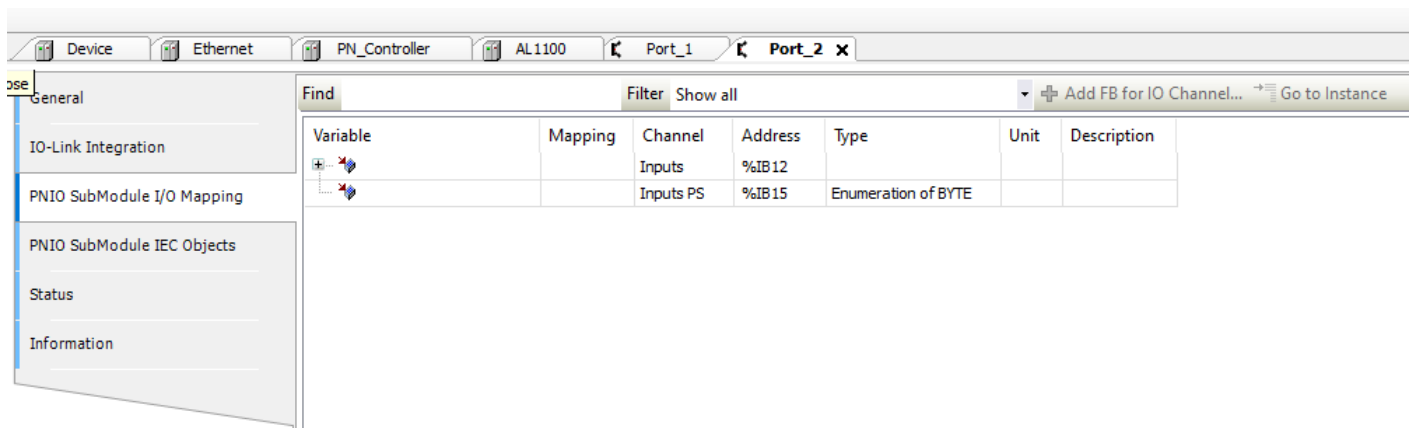 Device Ethernet PN_Controller AL1100 Port_1 Port_2
ose
General
IO-Link Integration
PNIO SubModule I/O Mapping
PNIO SubModule IEC Objects
Status
Information
Find Filter Show all Add FB for IO Channel... Go to Instance
Variable Mapping Channel Address Type Unit Description
Inputs %IB12
Inputs PS %IB15 Enumeration of BYTE